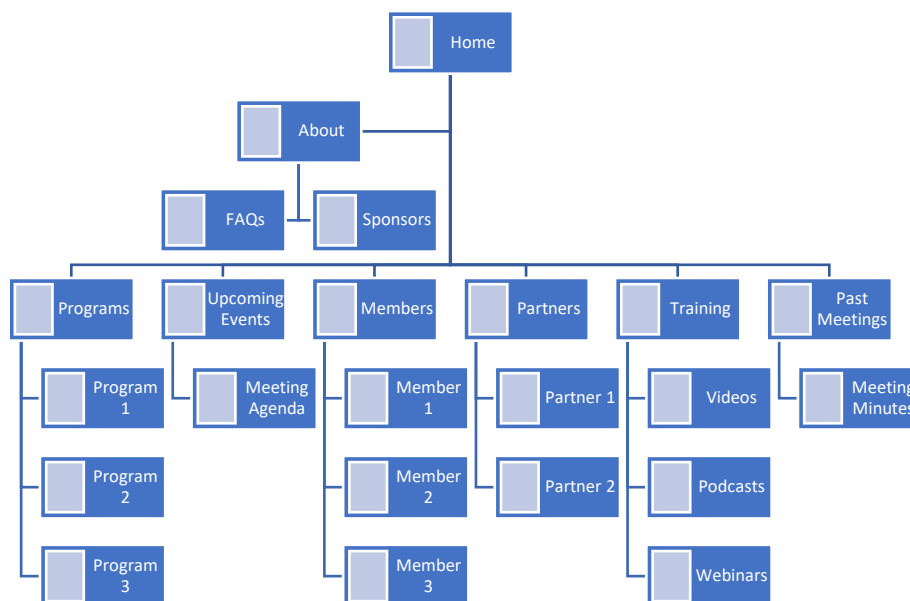 Home
About
FAQs
Sponsors
Programs
Upcoming
Events
Members
Partners
Training
Past
Meetings
Program
1
Meeting
Agenda
Member
1
Partner 1
Videos
Meeting
Minutes
Program
2
Member
2
Partner 2
Podcasts
Program
3
Member
3
Webinars